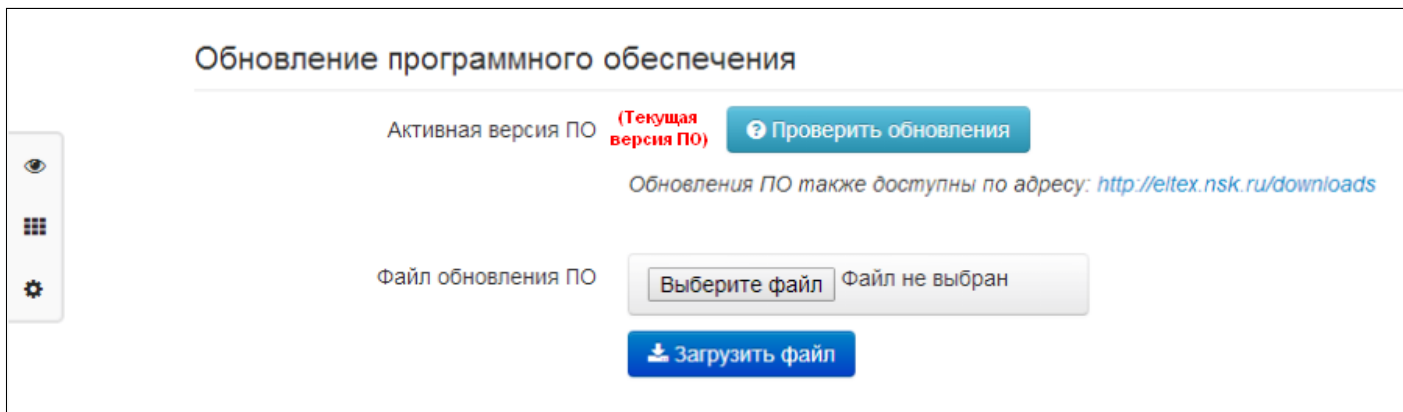 Обновление программного обеспечения
Активная версия ПО (Текущая версия ПО) Проверить обновления
Обновления ПО также доступны по адресу: http://eltex.nsk.ru/downloads
Файл обновления ПО Выберите файл Файл не выбран
Загрузить файл